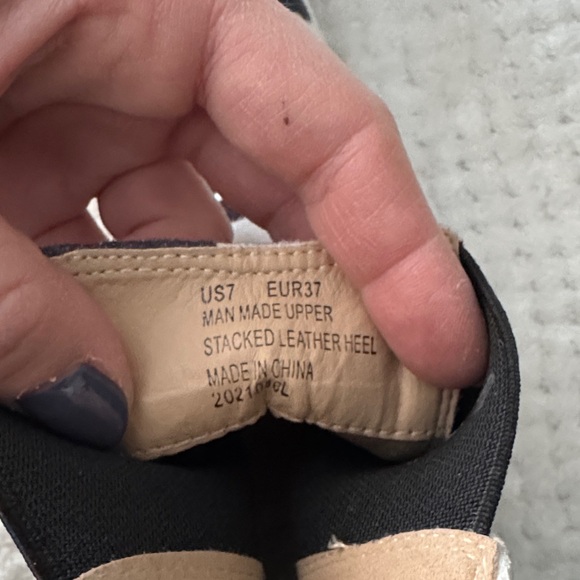 US7 EUR37
MAN MADE UPPER
STACKED LEATHER HEEL
MADE IN CHINA